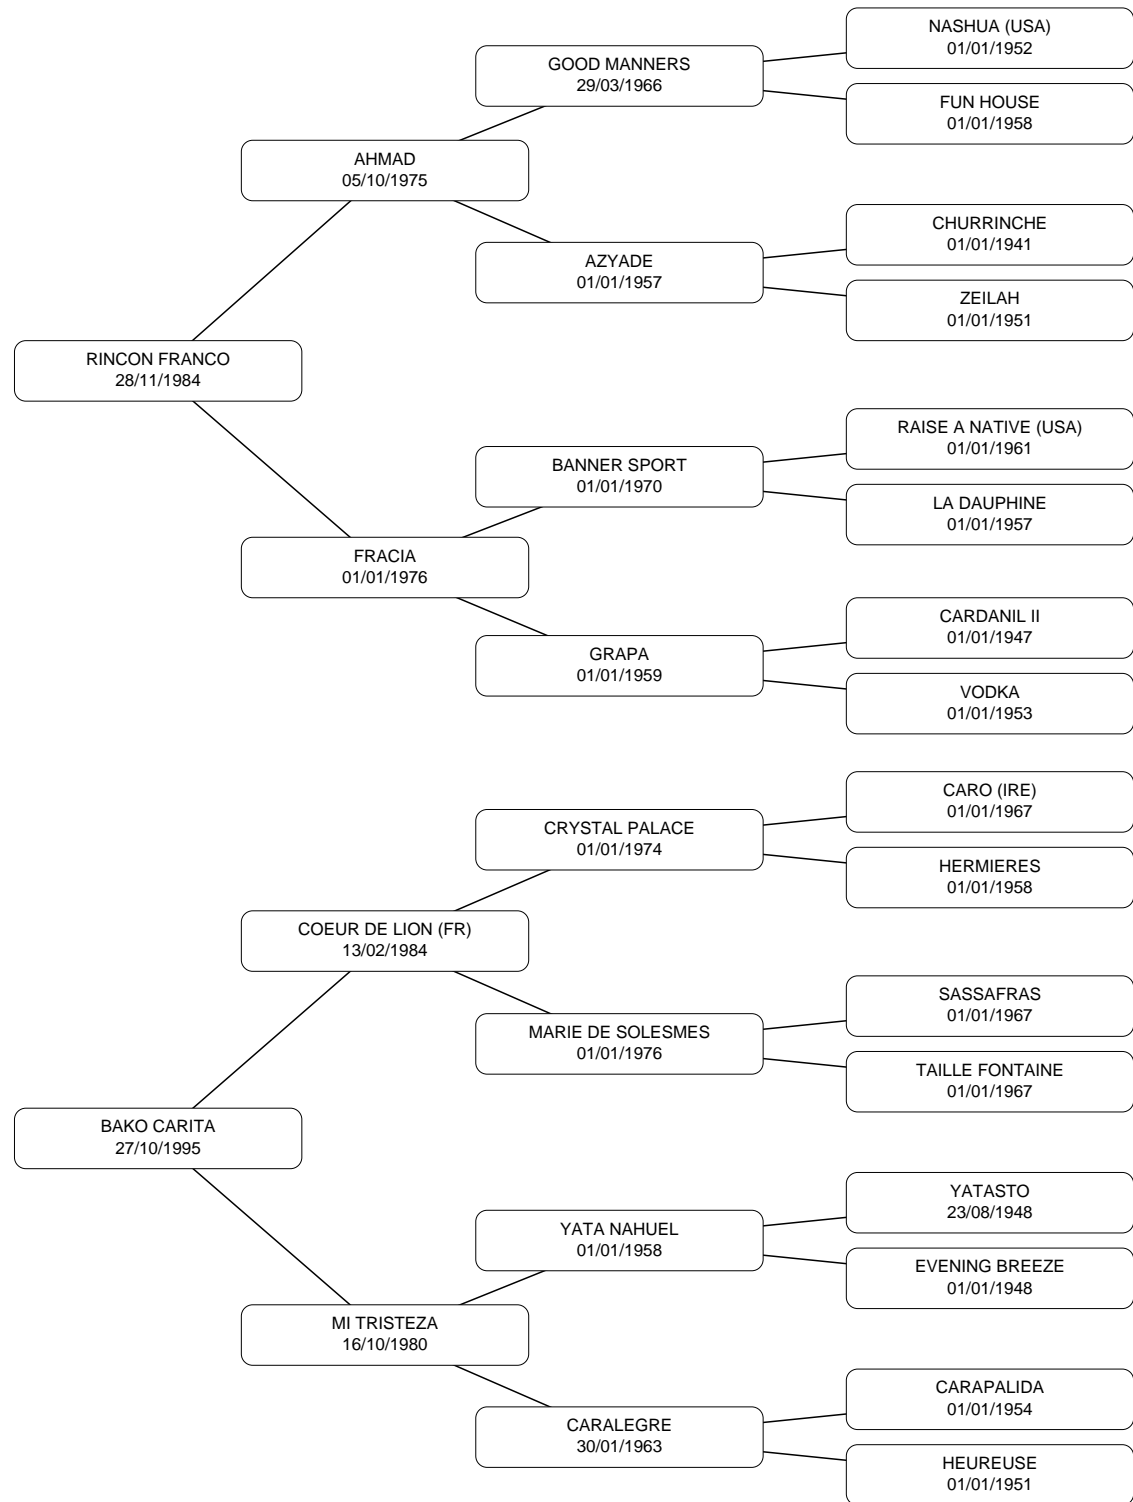 NASHUA (USA)
01/01/1952
GOOD MANNERS
29/03/1966
FUN HOUSE
01/01/1958
AHMAD
05/10/1975
CHURRINCHE
01/01/1941
AZYADE
01/01/1957
ZEILAH
01/01/1951
RINCON FRANCO
28/11/1984
RAISE A NATIVE (USA)
01/01/1961
BANNER SPORT
01/01/1970
LA DAUPHINE
01/01/1957
FRACIA
01/01/1976
CARDANIL II
01/01/1947
GRAPA
01/01/1959
VODKA
01/01/1953
CARO (IRE)
01/01/1967
CRYSTAL PALACE
01/01/1974
HERMIERES
01/01/1958
COEUR DE LION (FR)
13/02/1984
SASSAFRAS
01/01/1967
MARIE DE SOLESMES
01/01/1976
TAILLE FONTAINE
01/01/1967
BAKO CARITA
27/10/1995
YATASTO
23/08/1948
YATA NAHUEL
01/01/1958
EVENING BREEZE
01/01/1948
MI TRISTEZA
16/10/1980
CARAPALIDA
01/01/1954
CARALEGRE
30/01/1963
HEUREUSE
01/01/1951